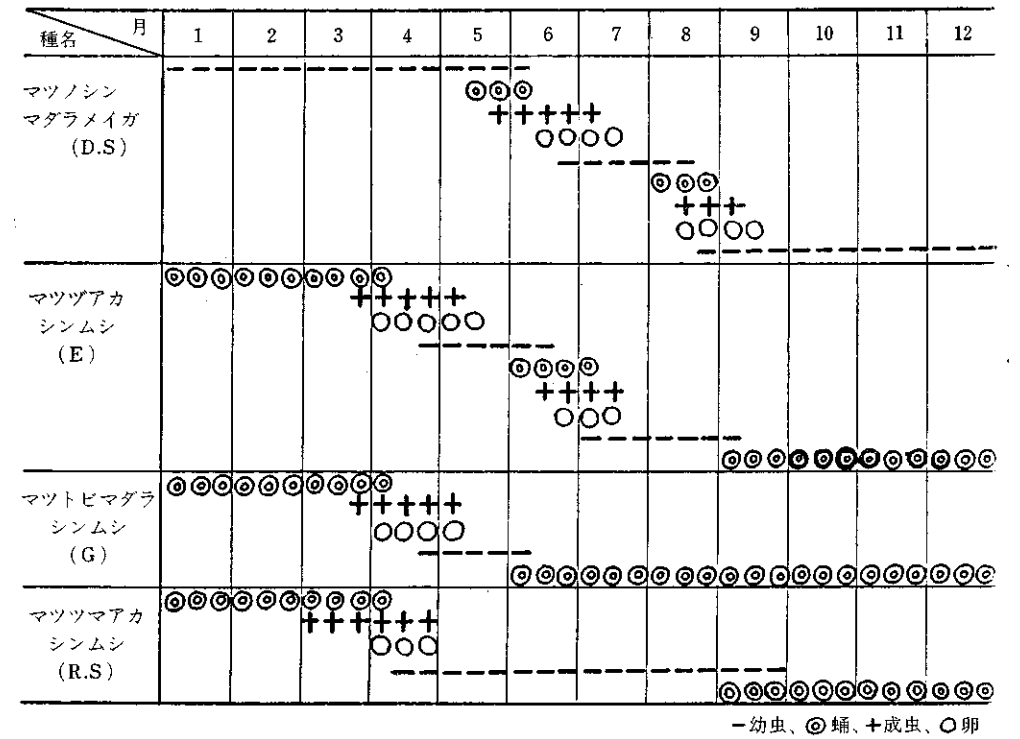 月
種名
1 2 3 4 5 6 7 8 9 10 11 12
マツノシン
マダラメイガ
(D.S)
マツヅアカ
シンムシ
(E)
マツトビマダラ
シンムシ
(G)
マツツマアカ
シンムシ
(R.S)
ー幼虫、◎蛹、+成虫、○卵